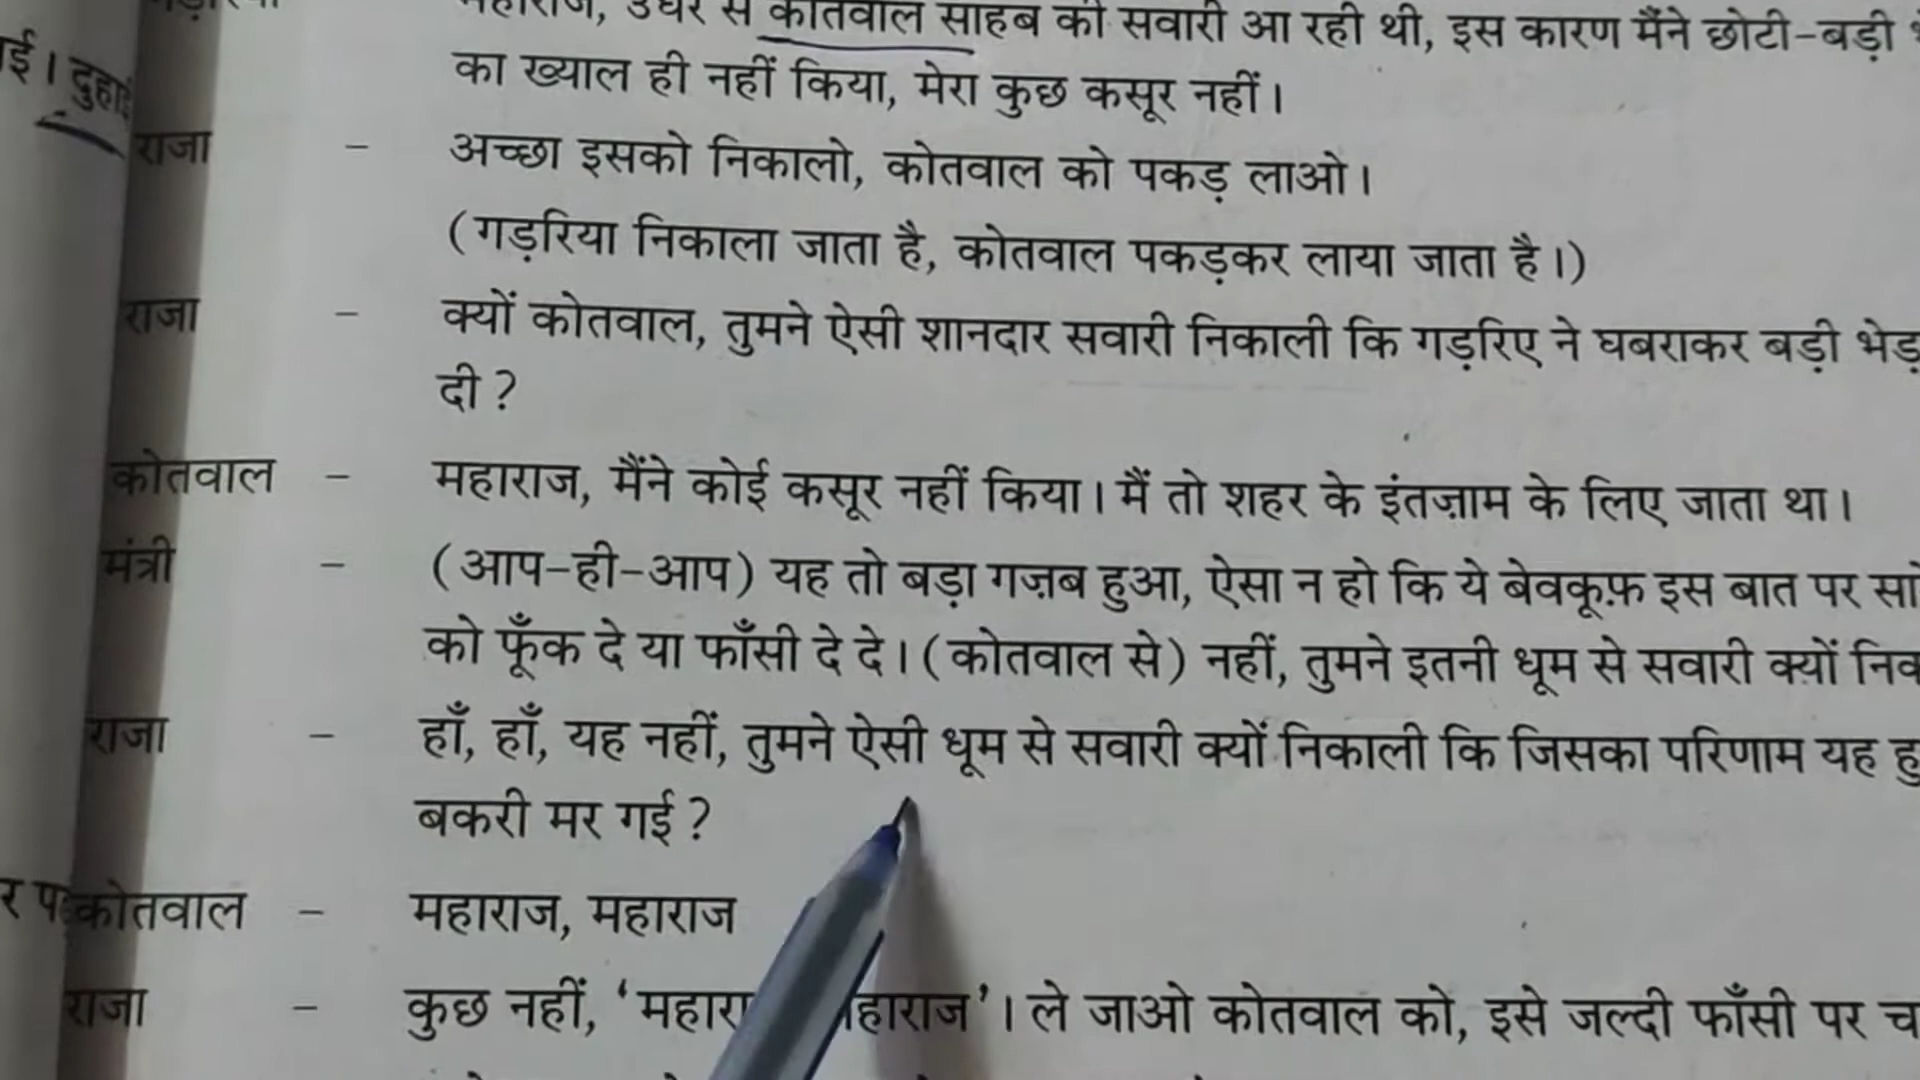 महाराज, उधर से कोतवाल साहब की सवारी आ रही थी, इस कारण मैंने छोटी-बड़ी
का ख्याल ही नहीं किया, मेरा कुछ कसूर नहीं।
ई। दुहाई
राजा - अच्छा इसको निकालो, कोतवाल को पकड़ लाओ।
(गड़रिया निकाला जाता है, कोतवाल पकड़कर लाया जाता है।)
राजा - क्यों कोतवाल, तुमने ऐसी शानदार सवारी निकाली कि गड़रिए ने घबराकर बड़ी भेड़
दी?
कोतवाल - महाराज, मैंने कोई कसूर नहीं किया। मैं तो शहर के इंतज़ाम के लिए जाता था।
मंत्री - (आप-ही-आप) यह तो बड़ा गज़ब हुआ, ऐसा न हो कि ये बेवकूफ़ इस बात पर
को फूँक दे या फाँसी दे दे। (कोतवाल से) नहीं, तुमने इतनी धूम से सवारी क्यों
राजा - हाँ, हाँ, यह नहीं, तुमने ऐसी धूम से सवारी क्यों निकाली कि जिसका परिणाम यह
बकरी मर गई?
कोतवाल - महाराज, महाराज
राजा - कुछ नहीं, 'महारा हाराज'। ले जाओ कोतवाल को, इसे जल्दी फाँसी पर